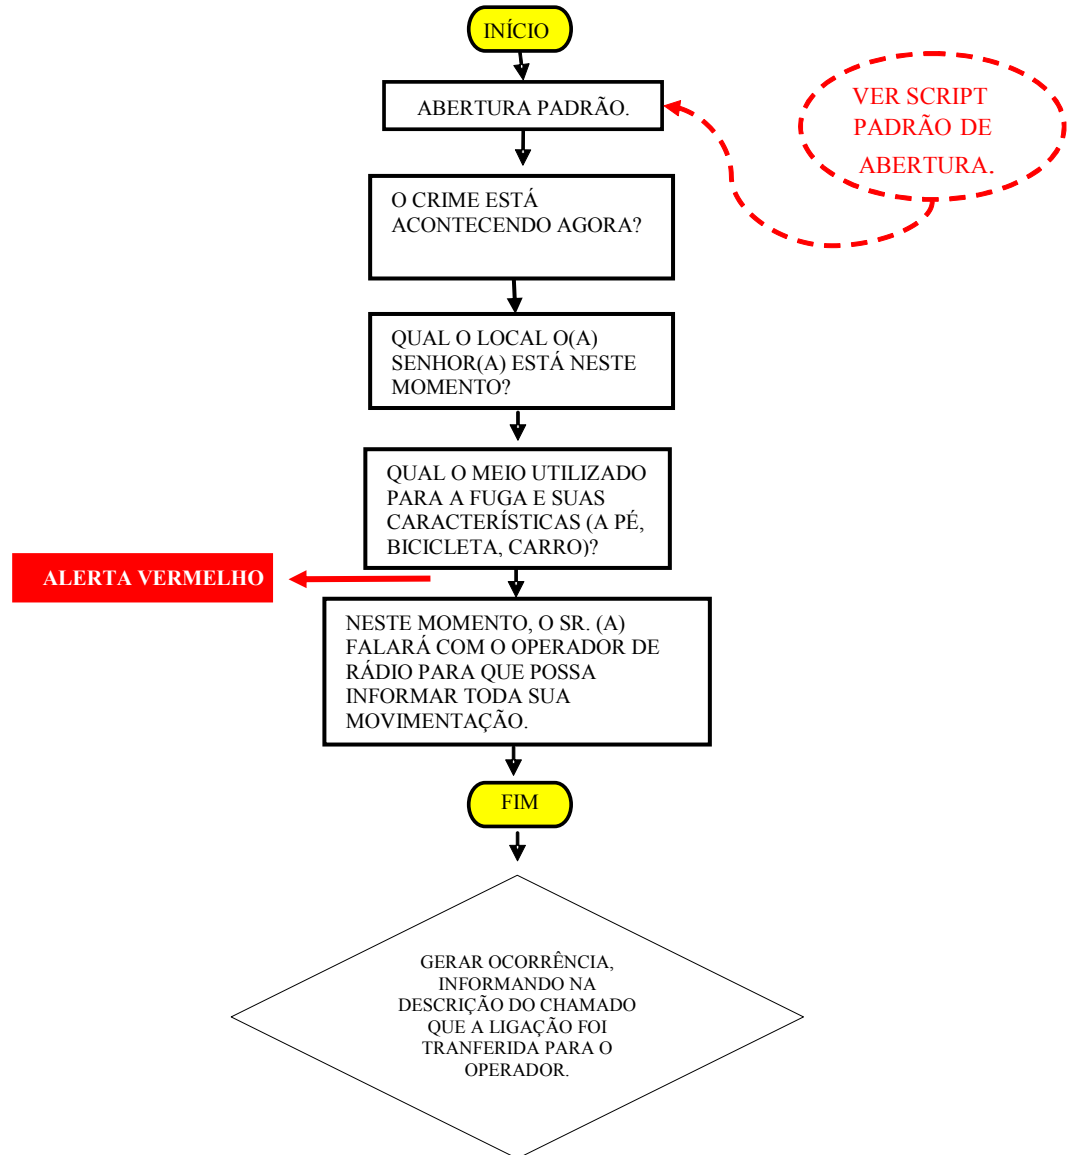 INÍCIO
ABERTURA PADRÃO.
VER SCRIPT
PADRÃO DE
ABERTURA.
O CRIME ESTÁ
ACONTECENDO AGORA?
QUAL O LOCAL O(A)
SENHOR(A) ESTÁ NESTE
MOMENTO?
QUAL O MEIO UTILIZADO
PARA A FUGA E SUAS
CARACTERÍSTICAS (A PÉ,
BICICLETA, CARRO)?
ALERTA VERMELHO
NESTE MOMENTO, O SR. (A)
FALARÁ COM O OPERADOR DE
RÁDIO PARA QUE POSSA
INFORMAR TODA SUA
MOVIMENTAÇÃO.
FIM
GERAR OCORRÊNCIA,
INFORMANDO NA
DESCRIÇÃO DO CHAMADO
QUE A LIGAÇÃO FOI
TRANFERIDA PARA O
OPERADOR.